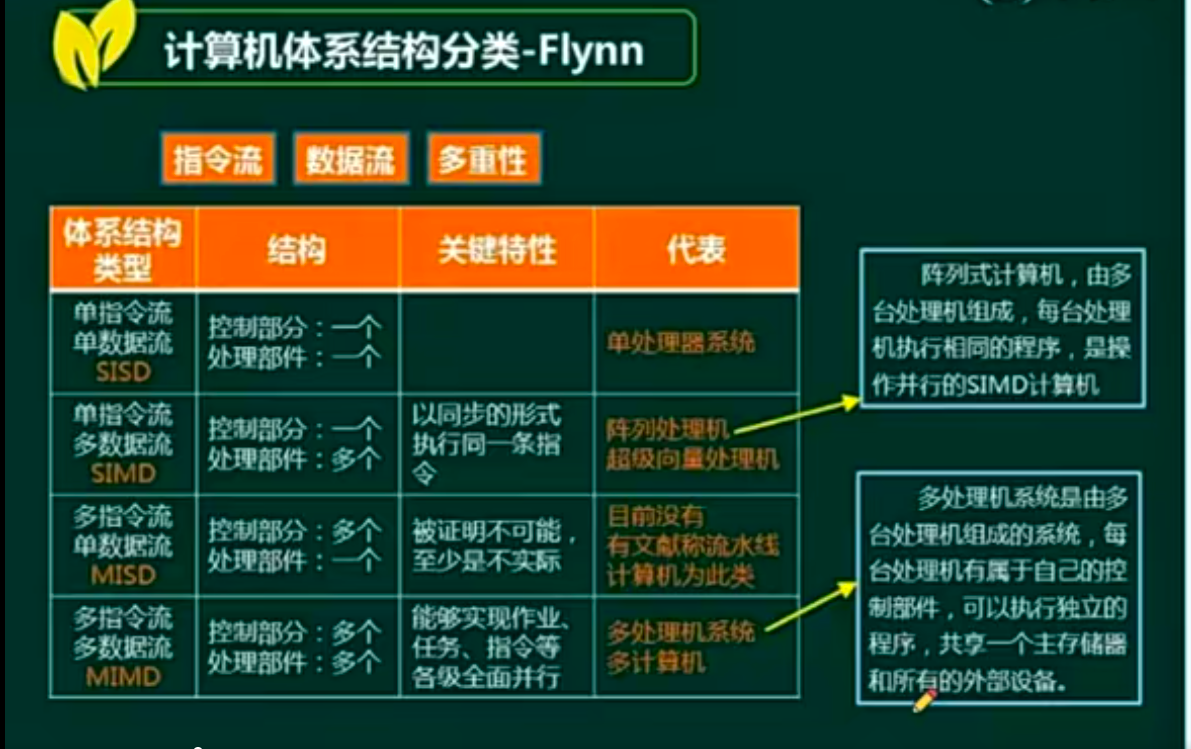 计算机体系结构分类-Flynn
指令流 数据流 多重性
体系结构
类型
结构
关键特性
代表
单指令流
单数据流
SISD
控制部分：一个
处理部件：一个
单处理器系统
单指令流
多数据流
SIMD
控制部分：一个
处理部件：多个
以同步的形式
执行同一条指
令
阵列处理机
超级向量处理机
多指令流
单数据流
MISD
控制部分：多个
处理部件：一个
被证明不可能，
至少是不实际
目前没有
有文献称流水线
计算机为此类
多指令流
多数据流
MIMD
控制部分：多个
处理部件：多个
能够实现作业、
任务、指令等
各级全面并行
多处理机系统
多计算机
阵列式计算机，由多
台处理机组成，每台处理
机执行相同的程序，是操
作并行的SIMD计算机
多处理机系统是由多
台处理机组成的系统，每
台处理机有属于自己的控
制部件，可以执行独立的
程序，共享一个主存储器
和所有的外部设备。